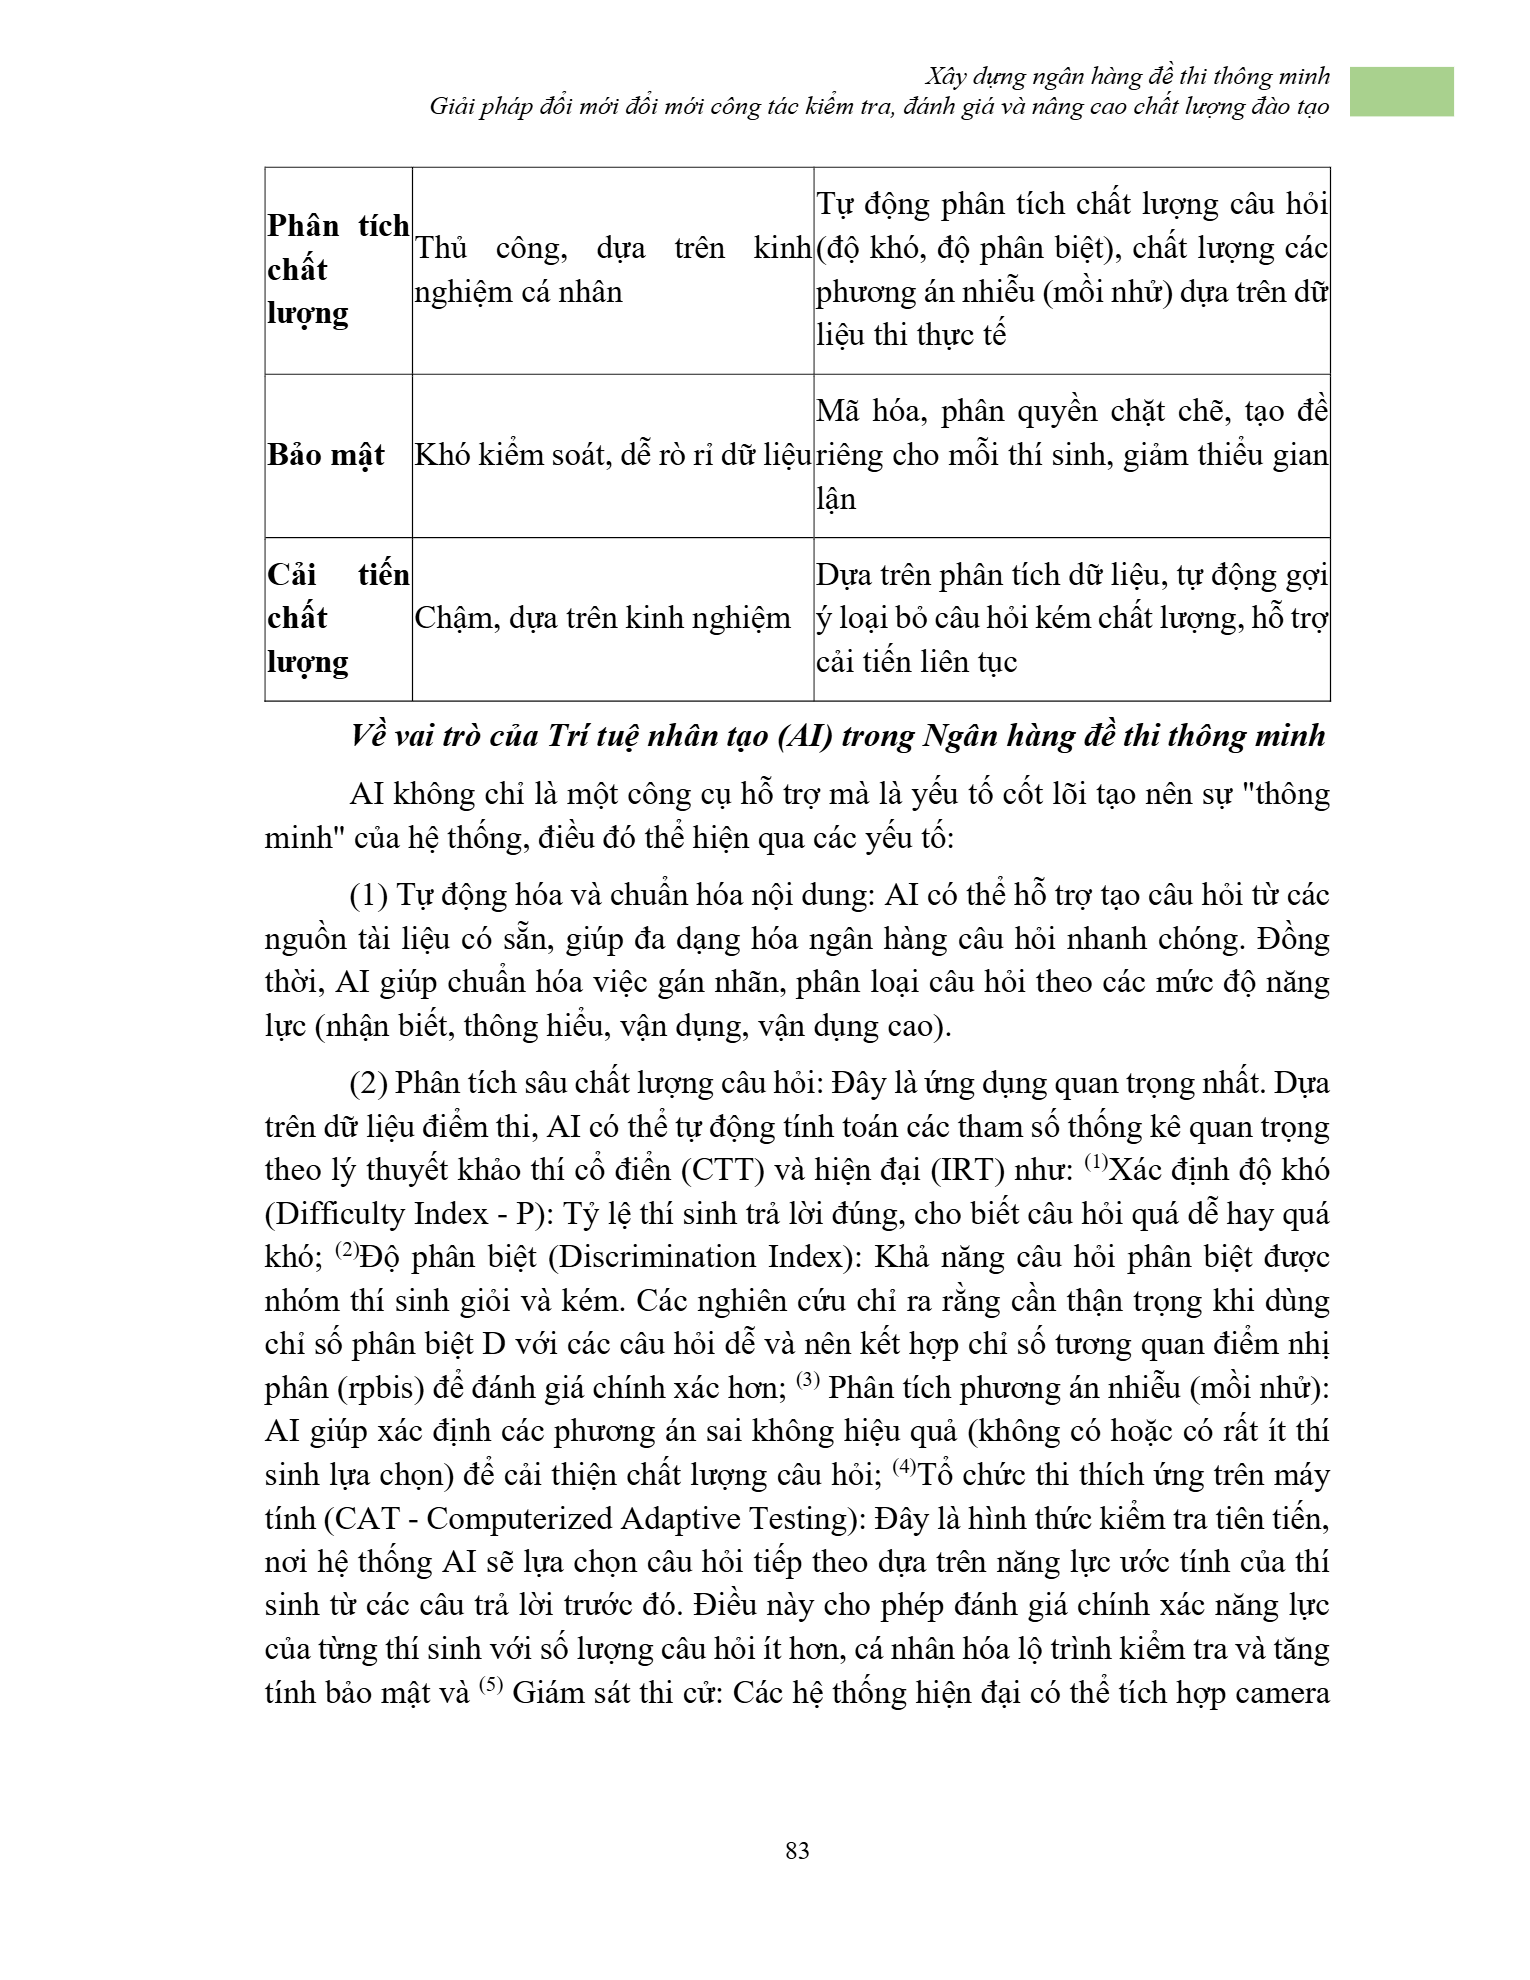 Xây dựng ngân hàng đề thi thông minh
Giải pháp đổi mới đổi mới công tác kiểm tra, đánh giá và nâng cao chất lượng đào tạo
Phân tích
chất
lượng
Thủ công, dựa trên kinh
nghiệm cá nhân
Tự động phân tích chất lượng câu hỏi
(độ khó, độ phân biệt), chất lượng các
phương án nhiễu (mồi nhử) dựa trên dữ
liệu thi thực tế
Bảo mật
Khó kiểm soát, dễ rò rỉ dữ liệu
Mã hóa, phân quyền chặt chẽ, tạo đề
riêng cho mỗi thí sinh, giảm thiểu gian
lận
Cải tiến
chất
lượng
Chậm, dựa trên kinh nghiệm
Dựa trên phân tích dữ liệu, tự động gợi
ý loại bỏ câu hỏi kém chất lượng, hỗ trợ
cải tiến liên tục
Về vai trò của Trí tuệ nhân tạo (AI) trong Ngân hàng đề thi thông minh
AI không chỉ là một công cụ hỗ trợ mà là yếu tố cốt lõi tạo nên sự "thông
minh" của hệ thống, điều đó thể hiện qua các yếu tố:
(1) Tự động hóa và chuẩn hóa nội dung: AI có thể hỗ trợ tạo câu hỏi từ các
nguồn tài liệu có sẵn, giúp đa dạng hóa ngân hàng câu hỏi nhanh chóng. Đồng
thời, AI giúp chuẩn hóa việc gán nhãn, phân loại câu hỏi theo các mức độ năng
lực (nhận biết, thông hiểu, vận dụng, vận dụng cao).
(2) Phân tích sâu chất lượng câu hỏi: Đây là ứng dụng quan trọng nhất. Dựa
trên dữ liệu điểm thi, AI có thể tự động tính toán các tham số thống kê quan trọng
theo lý thuyết khảo thí cổ điển (CTT) và hiện đại (IRT) như: (1)Xác định độ khó
(Difficulty Index - P): Tỷ lệ thí sinh trả lời đúng, cho biết câu hỏi quá dễ hay quá
khó; (2)Độ phân biệt (Discrimination Index): Khả năng câu hỏi phân biệt được
nhóm thí sinh giỏi và kém. Các nghiên cứu chỉ ra rằng cần thận trọng khi dùng
chỉ số phân biệt D với các câu hỏi dễ và nên kết hợp chỉ số tương quan điểm nhị
phân (rpbis) để đánh giá chính xác hơn; (3) Phân tích phương án nhiễu (mồi nhử):
AI giúp xác định các phương án sai không hiệu quả (không có hoặc có rất ít thí
sinh lựa chọn) để cải thiện chất lượng câu hỏi; (4)Tổ chức thi thích ứng trên máy
tính (CAT - Computerized Adaptive Testing): Đây là hình thức kiểm tra tiên tiến,
nơi hệ thống AI sẽ lựa chọn câu hỏi tiếp theo dựa trên năng lực ước tính của thí
sinh từ các câu trả lời trước đó. Điều này cho phép đánh giá chính xác năng lực
của từng thí sinh với số lượng câu hỏi ít hơn, cá nhân hóa lộ trình kiểm tra và tăng
tính bảo mật và (5) Giám sát thi cử: Các hệ thống hiện đại có thể tích hợp camera
83